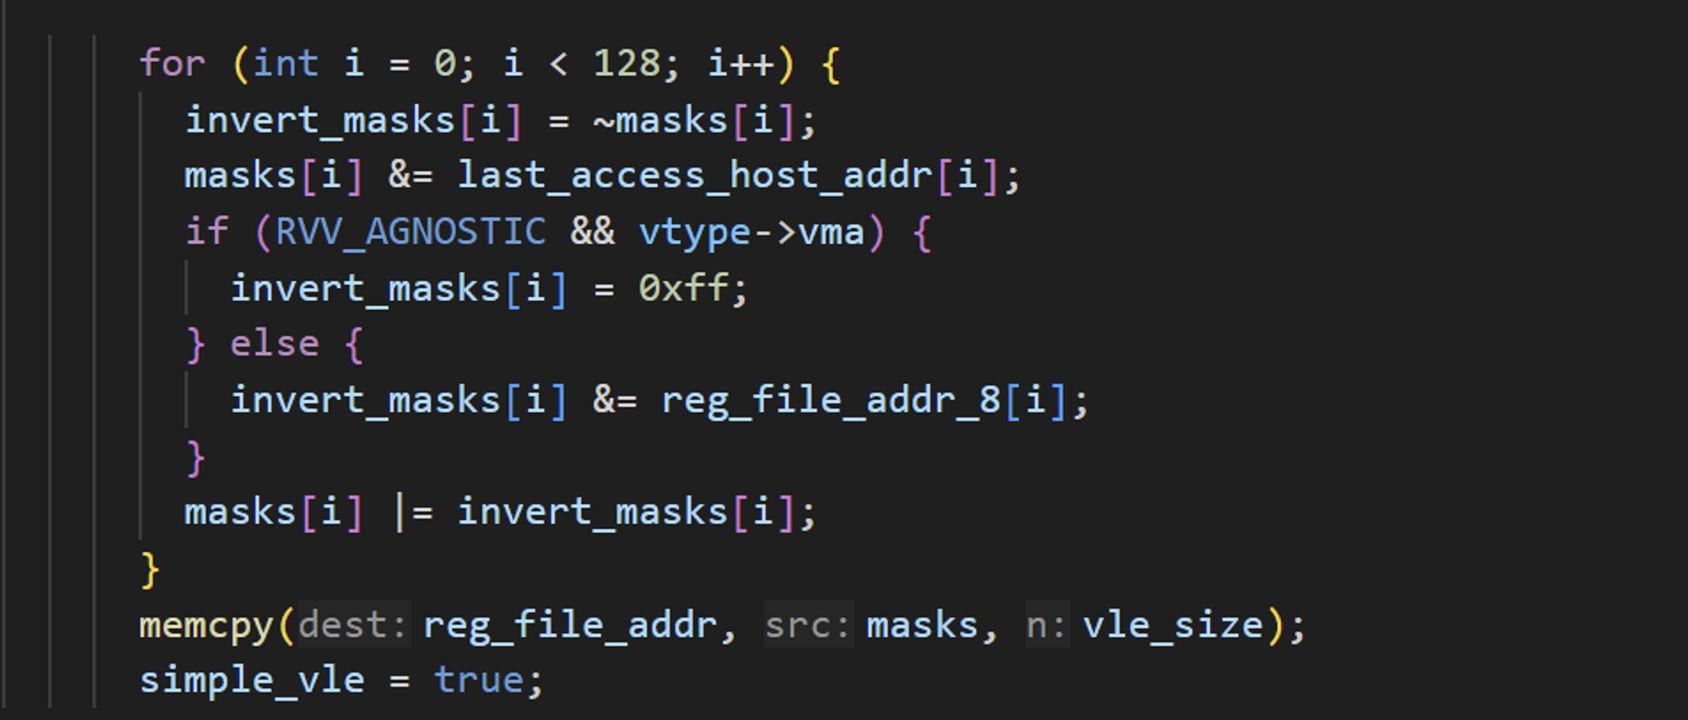 for (int i = 0; i < 128; i++) {
invert_masks[i] = ~masks[i];
masks[i] &= last_access_host_addr[i];
if (RVV_AGNOSTIC && vtype->vma) {
invert_masks[i] = 0xff;
} else {
invert_masks[i] &= reg_file_addr_8[i];
}
masks[i] |= invert_masks[i];
}
memcpy(dest: reg_file_addr, src: masks, n: vle_size);
simple_vle = true;